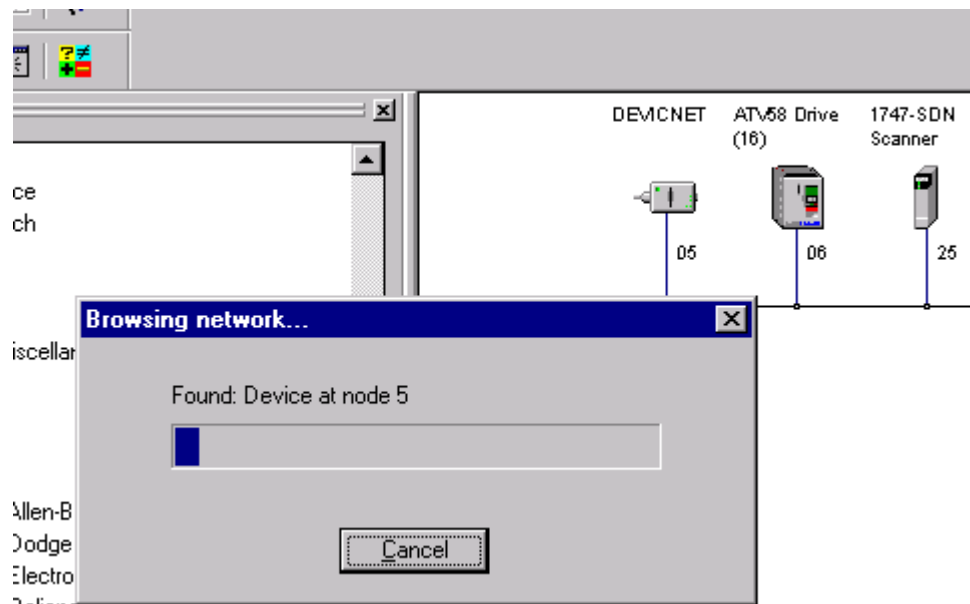 ce
ch
DEVICNET
ATV58 Drive
(16)
1747-SDN
Scanner
05
06
25
Browsing network...
iscellar
Found: Device at node 5
Allen-B
Dodge
Electro
Cancel